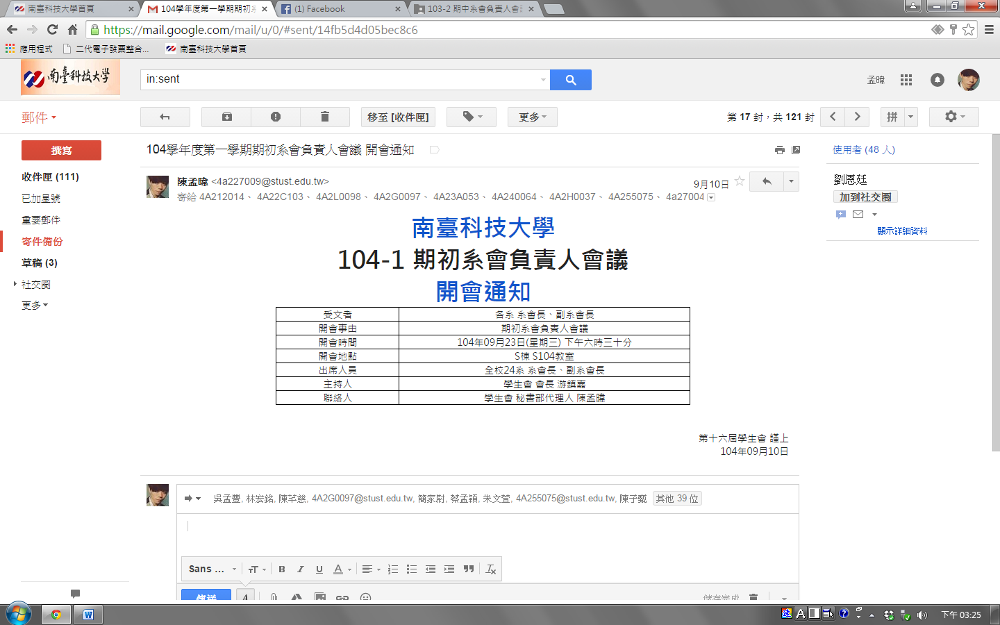 南臺科技大學首頁
104學年度第一學期期初系
(1) Facebook
103-2 期中系會負責人會
https://mail.google.com/mail/u/0/#sent/14fb5d4d05bec8c6
應用程式
二代電子發票整合...
南臺科技大學首頁
南臺科技大學
in:sent
孟暐
郵件
移至 [收件匣]
更多
第 17 封，共 121 封
拼
撰寫
收件匣 (111)
已加星號
重要郵件
寄件備份
草稿 (3)
社交圈
更多
104學年度第一學期期初系會負責人會議 開會通知
陳孟暐 <4a227009@stust.edu.tw>
9月10日
寄給 4A212014、 4A22C103、 4A2L0098、 4A2G0097、 4A23A053、 4A240064、 4A2H0037、 4A255075、 4a27004
南臺科技大學
104-1 期初系會負責人會議
開會通知
受文者 各系 系會長、副系會長
開會事由 期初系會負責人會議
開會時間 104年09月23日(星期三) 下午六時三十分
開會地點 S棟 S104教室
出席人員 全校24系 系會長、副系會長
主持人 學生會 會長 游鎮嘉
聯絡人 學生會 秘書部代理人 陳孟暐
第十六屆學生會 謹上
104年09月10日
使用者 (48 人)
劉恩廷
加到社交圈
顯示詳細資料
吳孟豐, 林宏銘, 陳芊慈, 4A2G0097@stust.edu.tw, 簡家尉, 蔡孟穎, 朱文萱, 4A255075@stust.edu.tw, 陳子甄 其他 39 位
Sans ...
傳送
儲存完成
下午 03:25